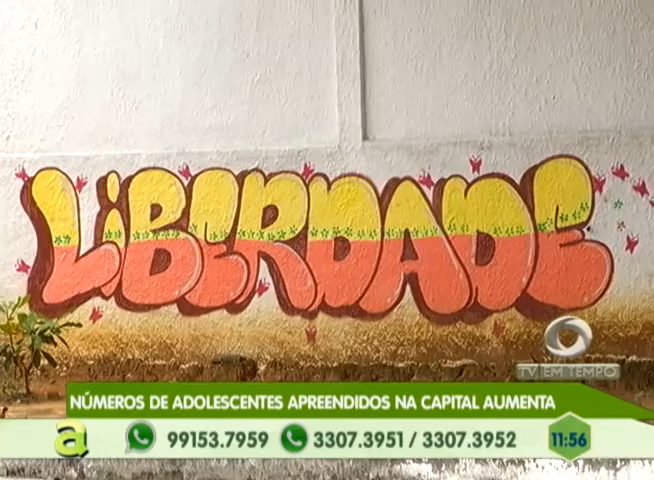 LiBERDADE
TV EM TEMPO
NÚMEROS DE ADOLESCENTES APREENDIDOS NA CAPITAL AUMENTA
a 99153.7959 3307.3951 / 3307.3952 11:56